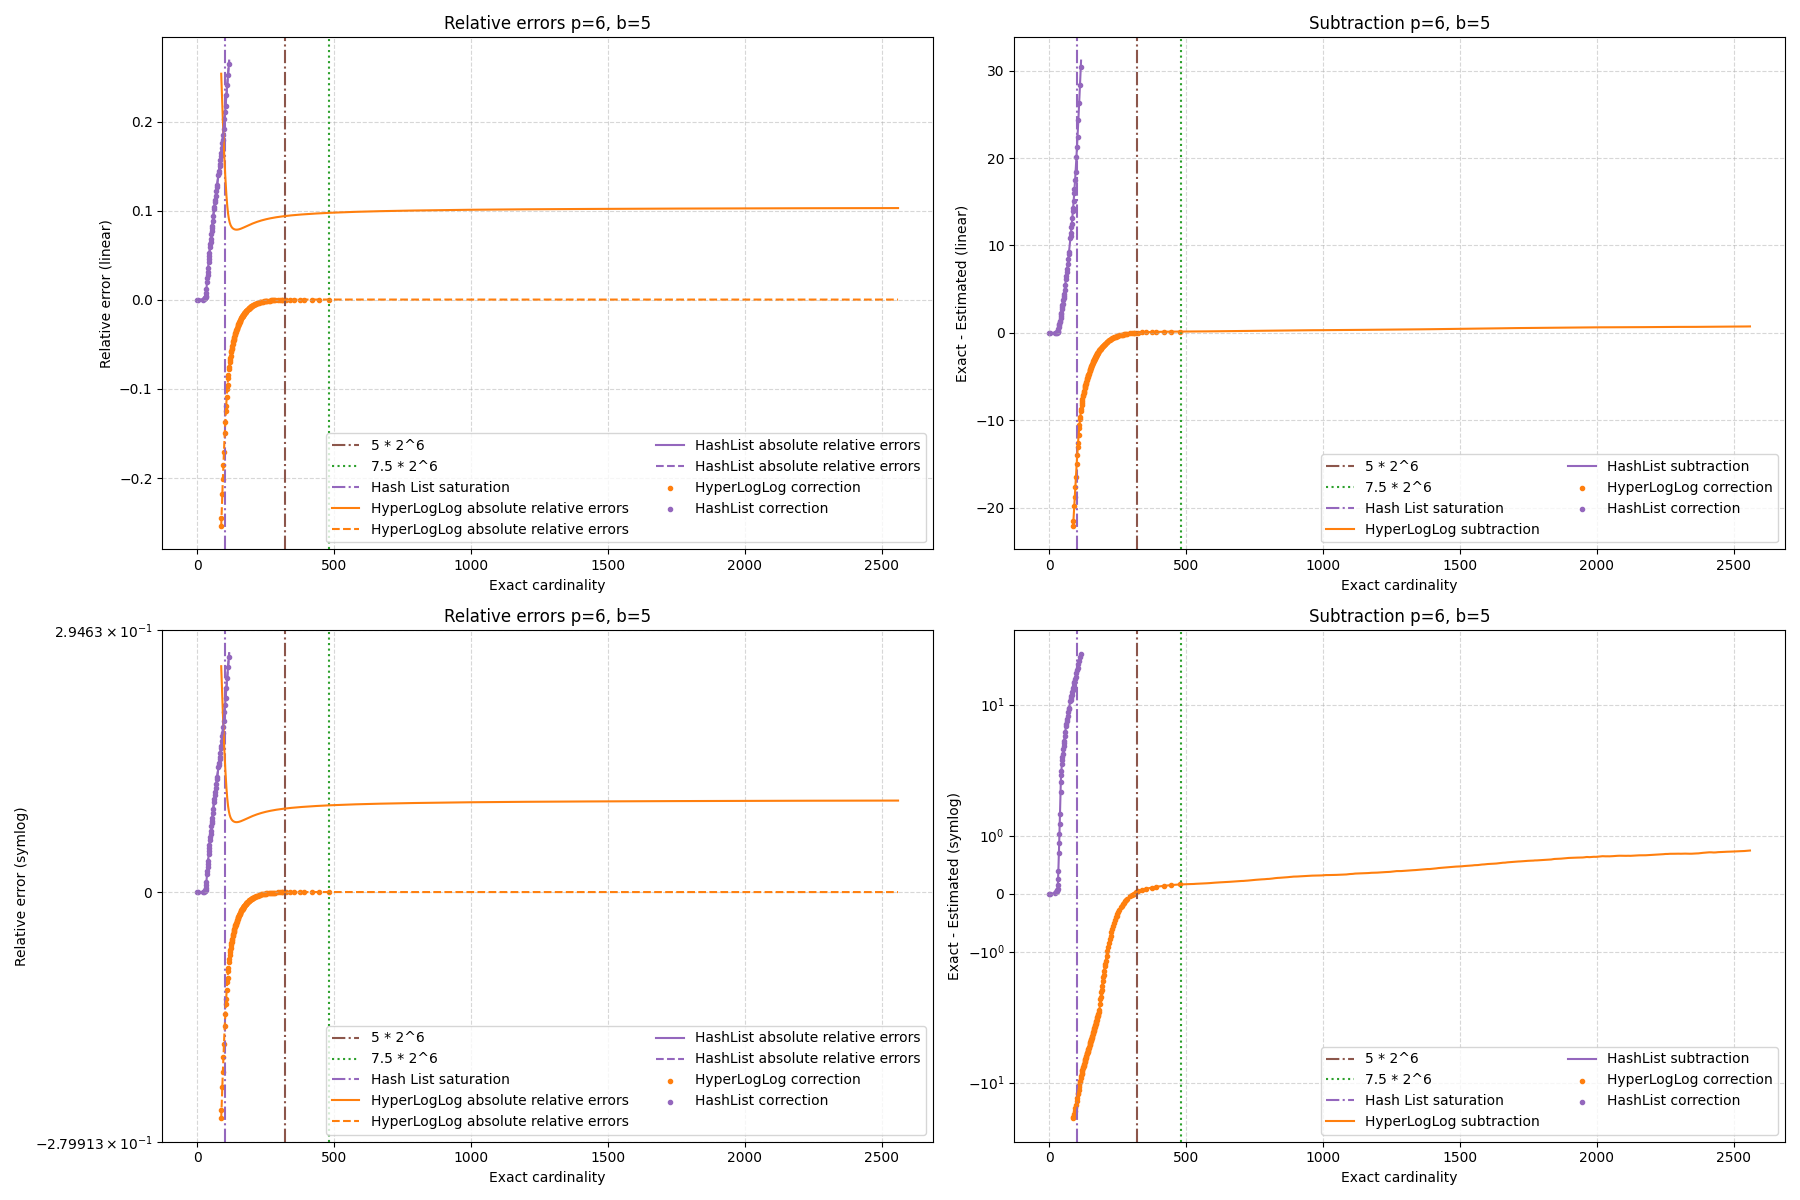 Relative errors p=6, b=5
Relative error (linear)
0.2
0.1
0.0
−0.1
−0.2
0
500
1000
1500
2000
2500
Exact cardinality
5 * 2^6
7.5 * 2^6
Hash List saturation
HyperLogLog absolute relative errors
HyperLogLog absolute relative errors
HashList absolute relative errors
HashList absolute relative errors
HyperLogLog correction
HashList correction
Subtraction p=6, b=5
Exact - Estimated (linear)
30
20
10
0
−10
−20
0
500
1000
1500
2000
2500
Exact cardinality
5 * 2^6
7.5 * 2^6
Hash List saturation
HyperLogLog subtraction
HashList subtraction
HyperLogLog correction
HashList correction
Relative errors p=6, b=5
Relative error (symlog)
2.9463 × 10⁻¹
0
−2.79913 × 10⁻¹
0
500
1000
1500
2000
2500
Exact cardinality
5 * 2^6
7.5 * 2^6
Hash List saturation
HyperLogLog absolute relative errors
HyperLogLog absolute relative errors
HashList absolute relative errors
HashList absolute relative errors
HyperLogLog correction
HashList correction
Subtraction p=6, b=5
Exact - Estimated (symlog)
10¹
10⁰
0
−10⁰
−10¹
0
500
1000
1500
2000
2500
Exact cardinality
5 * 2^6
7.5 * 2^6
Hash List saturation
HyperLogLog subtraction
HashList subtraction
HyperLogLog correction
HashList correction